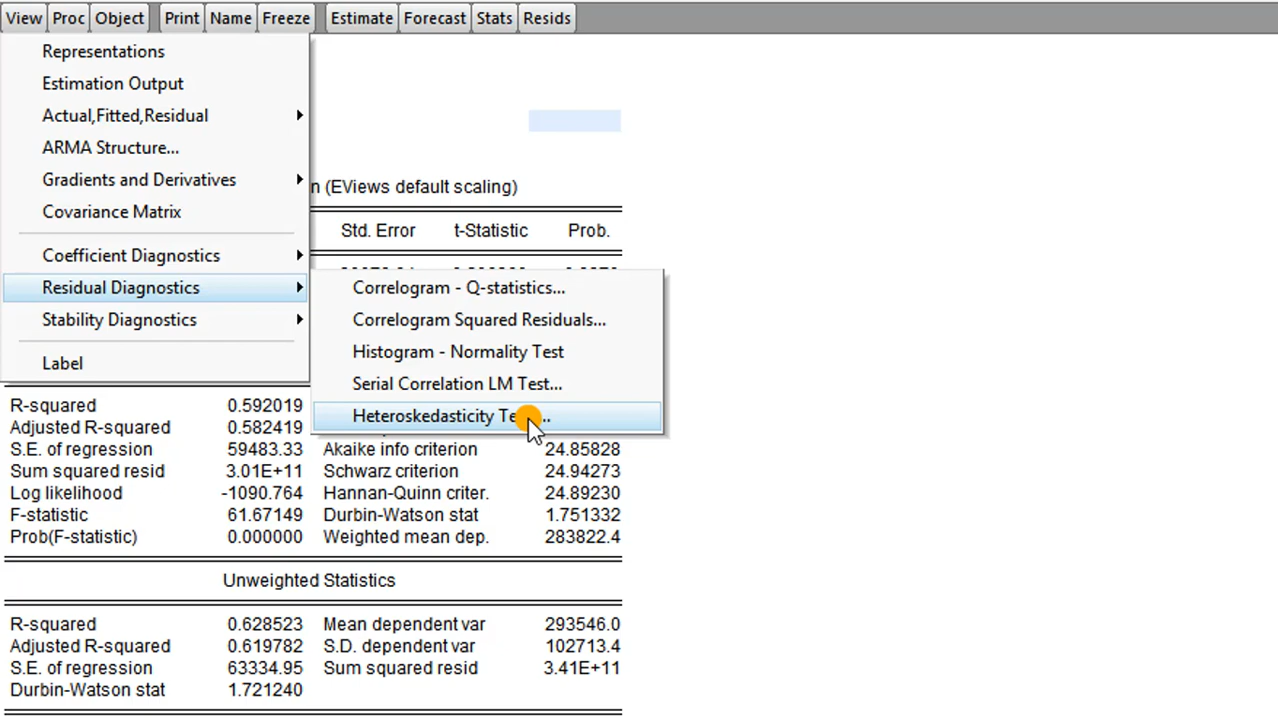 View Proc Object Print Name Freeze Estimate Forecast Stats Resids
Representations
Estimation Output
Actual,Fitted,Residual
ARMA Structure...
Gradients and Derivatives
Covariance Matrix
Coefficient Diagnostics
Residual Diagnostics
Stability Diagnostics
Label
n (EViews default scaling)
Std. Error t-Statistic Prob.
Correlogram - Q-statistics...
Correlogram Squared Residuals...
Histogram - Normality Test
Serial Correlation LM Test...
Heteroskedasticity
R-squared 0.592019
Adjusted R-squared 0.582419
S.E. of regression 59483.33 Akaike info criterion 24.85828
Sum squared resid 3.01E+11 Schwarz criterion 24.94273
Log likelihood -1090.764 Hannan-Quinn criter. 24.89230
F-statistic 61.67149 Durbin-Watson stat 1.751332
Prob(F-statistic) 0.000000 Weighted mean dep. 283822.4
Unweighted Statistics
R-squared 0.628523 Mean dependent var 293546.0
Adjusted R-squared 0.619782 S.D. dependent var 102713.4
S.E. of regression 63334.95 Sum squared resid 3.41E+11
Durbin-Watson stat 1.721240